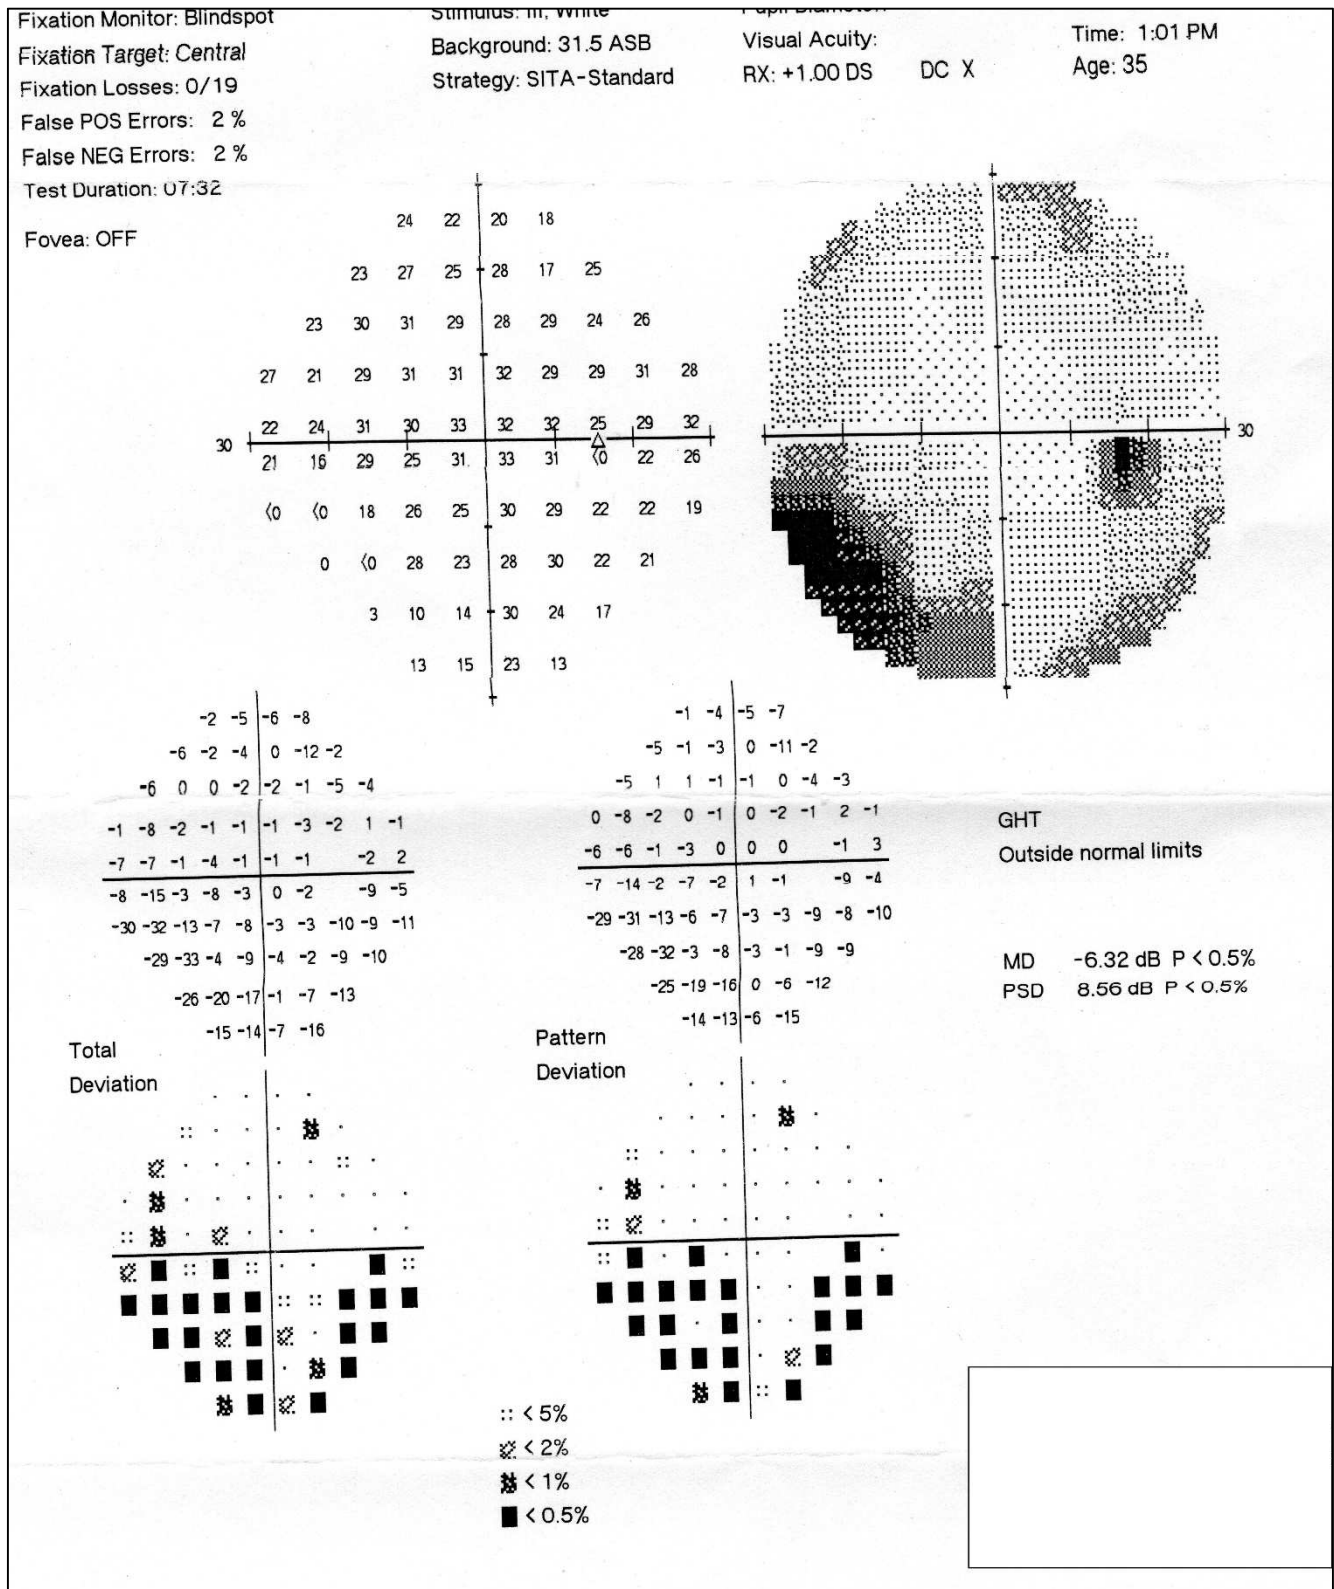 Fixation Monitor: Blindspot
Stimulus: III, White
Fixation Target: Central
Background: 31.5 ASB
Visual Acuity:
Time: 1:01 PM
Fixation Losses: 0/19
Strategy: SITA-Standard
RX: +1.00 DS DC X
Age: 35
False POS Errors: 2 %
False NEG Errors: 2 %
Test Duration: 07:32
Fovea: OFF
24 22 20 18
23 27 25 28 17 25
23 30 31 29 28 29 24 26
27 21 29 31 31 32 29 29 31 28
22 24 31 30 33 32 32 25 29 32
30
30
21 16 29 25 31 33 31 <0 22 26
<0 <0 18 26 25 30 29 22 22 19
0 <0 28 23 28 30 22 21
3 10 14 30 24 17
13 15 23 13
-2 -5 -6 -8
-6 -2 -4 0 -12 -2
-6 0 0 -2 -2 -1 -5 -4
-1 -8 -2 -1 -1 -1 -3 -2 1 -1
-7 -7 -1 -4 -1 -1 -1 -2 2
-8 -15 -3 -8 -3 0 -2 -9 -5
-30 -32 -13 -7 -8 -3 -3 -10 -9 -11
-29 -33 -4 -9 -4 -2 -9 -10
-26 -20 -17 -1 -7 -13
-15 -14 -7 -16
Total
Deviation
-1 -4 -5 -7
-5 -1 -3 0 -11 -2
-5 1 1 -1 -1 0 -4 -3
0 -8 -2 0 -1 0 -2 -1 2 -1
-6 -6 -1 -3 0 0 0 -1 3
-7 -14 -2 -7 -2 1 -1 -9 -4
-29 -31 -13 -6 -7 -3 -3 -9 -8 -10
-28 -32 -3 -8 -3 -1 -9 -9
-25 -19 -16 0 -6 -12
-14 -13 -6 -15
Pattern
Deviation
GHT
Outside normal limits
MD -6.32 dB P < 0.5%
PSD 8.56 dB P < 0.5%
< 5%
< 2%
< 1%
< 0.5%